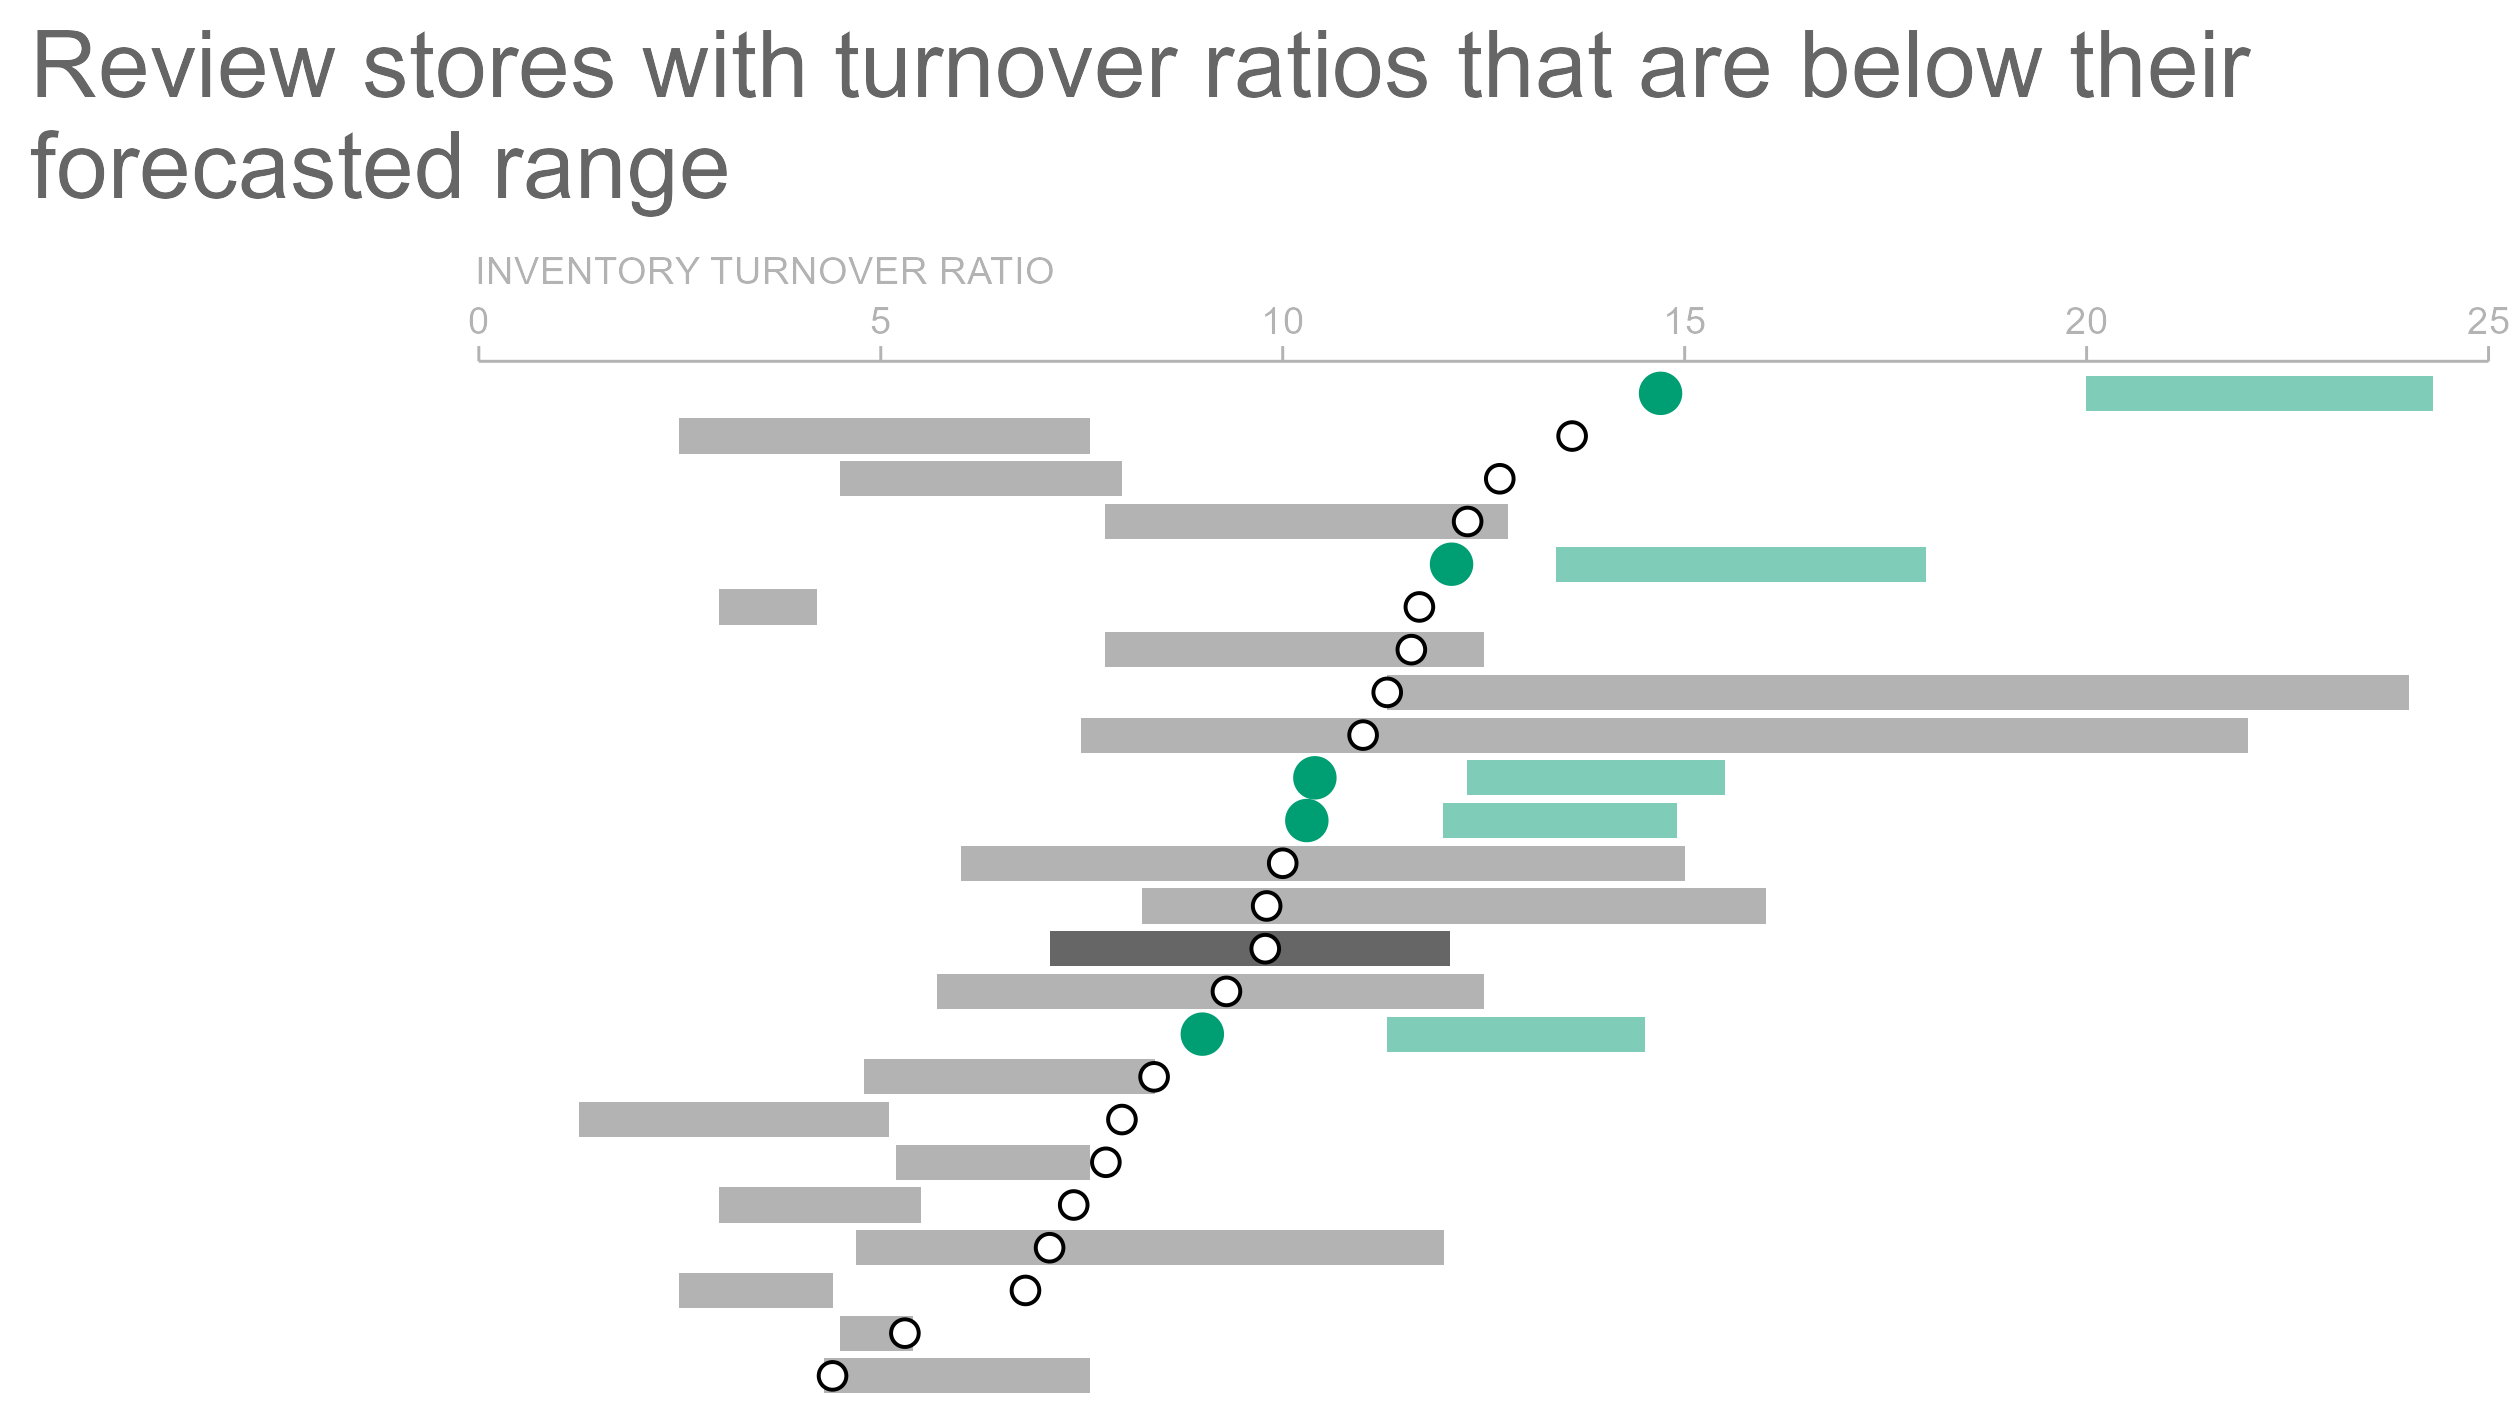 Review stores with turnover ratios that are below their
forecasted range
INVENTORY TURNOVER RATIO
0 5 10 15 20 25